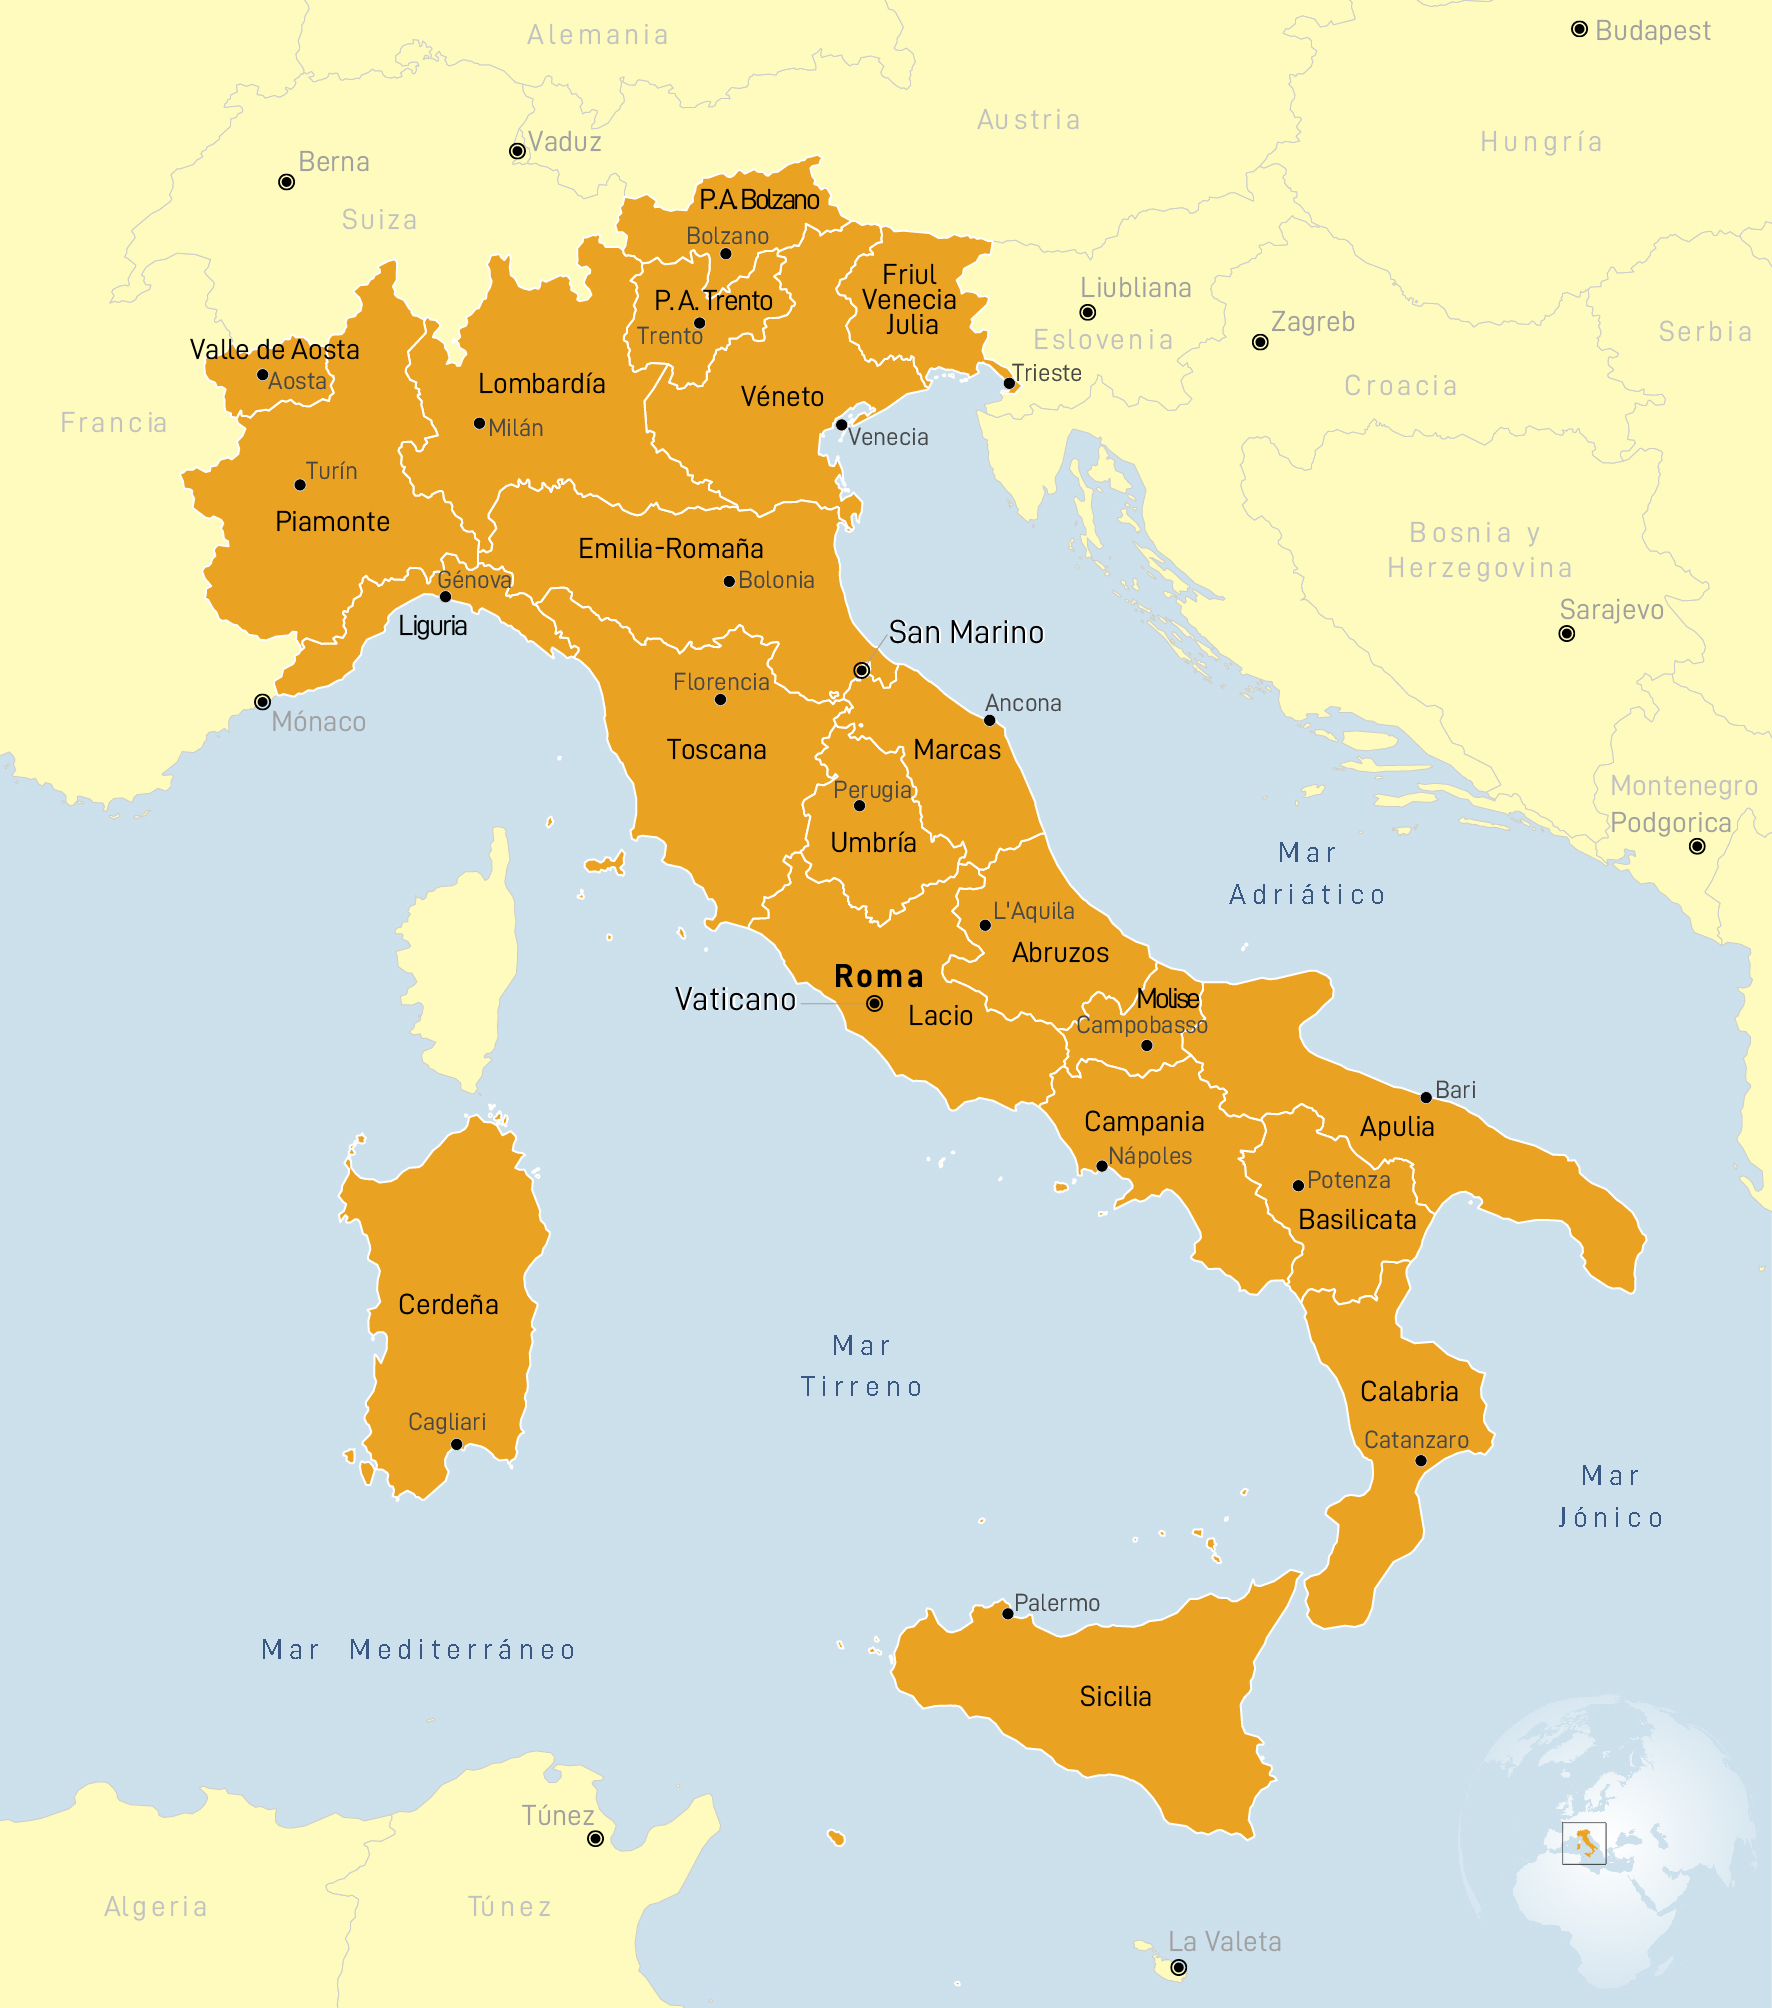 Alemania
Budapest
Austria
Hungría
Vaduz
Berna
Suiza
P.A. Bolzano
Bolzano
Friul
Venecia
Julia
P. A. Trento
Trento
Liubliana
Eslovenia
Zagreb
Serbia
Croacia
Valle de Aosta
Aosta
Lombardía
Milán
Véneto
Trieste
Venecia
Francia
Turín
Piamonte
Emilia-Romaña
Bolonia
Génova
Liguria
Bosnia y
Herzegovina
Sarajevo
San Marino
Florencia
Ancona
Mónaco
Toscana
Marcas
Perugia
Umbría
Montenegro
Podgorica
Mar
Adriático
L'Aquila
Abruzos
Roma
Vaticano
Lacio
Molise
Campobasso
Bari
Apulia
Campania
Nápoles
Potenza
Basilicata
Cerdeña
Mar
Tirreno
Calabria
Catanzaro
Cagliari
Mar
Jónico
Palermo
Mar Mediterráneo
Sicilia
Túnez
Algeria
Túnez
La Valeta